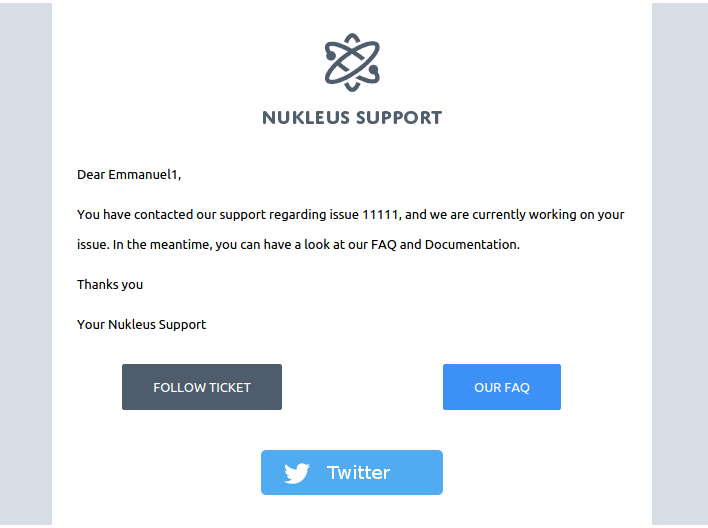 NUKLEUS SUPPORT
Dear Emmanuel1,
You have contacted our support regarding issue 11111, and we are currently working on your
issue. In the meantime, you can have a look at our FAQ and Documentation.
Thanks you
Your Nukleus Support
FOLLOW TICKET
OUR FAQ
Twitter